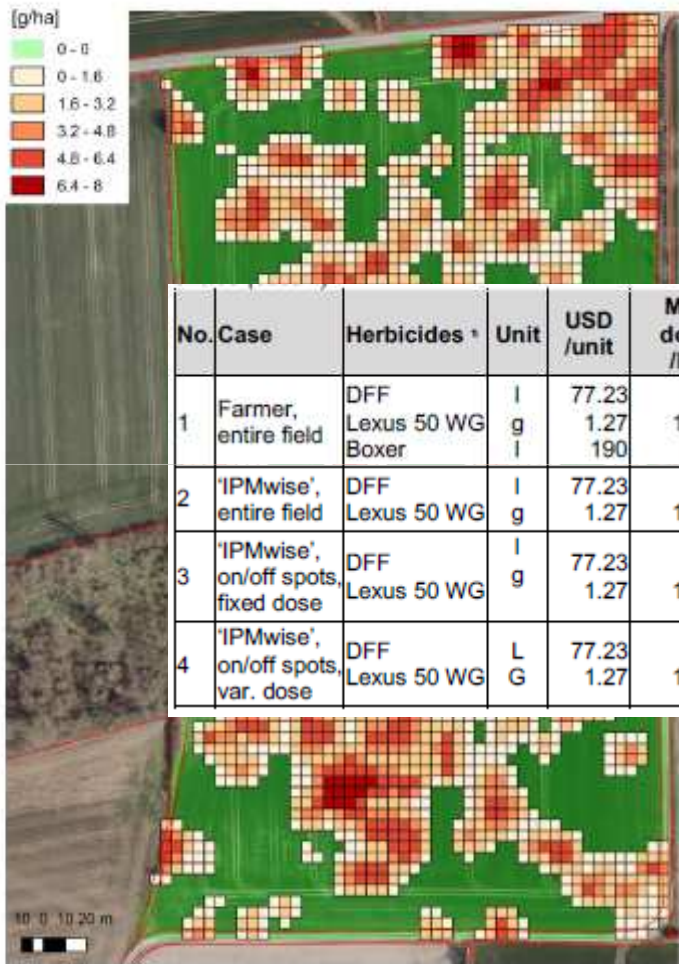 [g/ha]
0 - 0
0 - 1.6
1.6 - 3.2
3.2 - 4.8
4.8 - 6.4
6.4 - 8
No. Case Herbicides Unit USD /unit
1 Farmer, entire field DFF l 77.23
Lexus 50 WG g 1.27
Boxer l 190
2 'IPMwise', entire field DFF l 77.23
Lexus 50 WG g 1.27
3 'IPMwise', on/off spots, fixed dose DFF l 77.23
Lexus 50 WG g 1.27
4 'IPMwise', on/off spots, var. dose DFF L 77.23
Lexus 50 WG G 1.27
10 0 10 20 m